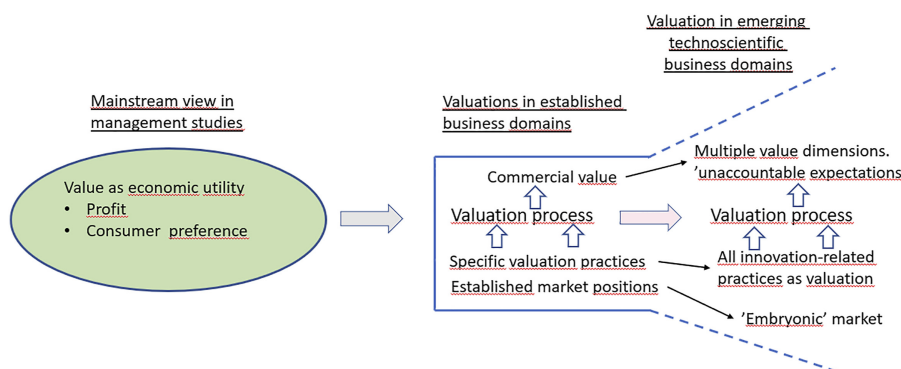 Mainstream view in
management studies
Value as economic utility
• Profit
• Consumer preference
Valuations in established
business domains
Commercial value
Valuation process
Specific valuation practices
Established market positions
Valuation in emerging
technoscientific
business domains
Multiple value dimensions.
’unaccountable expectations
Valuation process
All innovation-related
practices as valuation
’Embryonic’ market